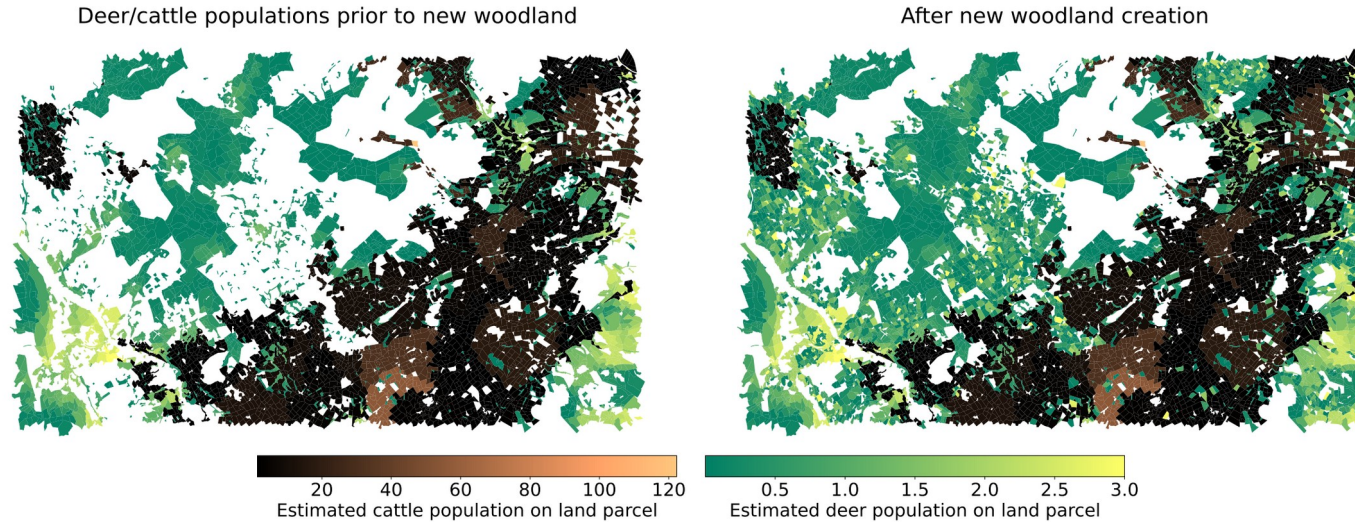 Deer/cattle populations prior to new woodland
After new woodland creation
20 40 60 80 100 120
Estimated cattle population on land parcel
0.5 1.0 1.5 2.0 2.5 3.0
Estimated deer population on land parcel